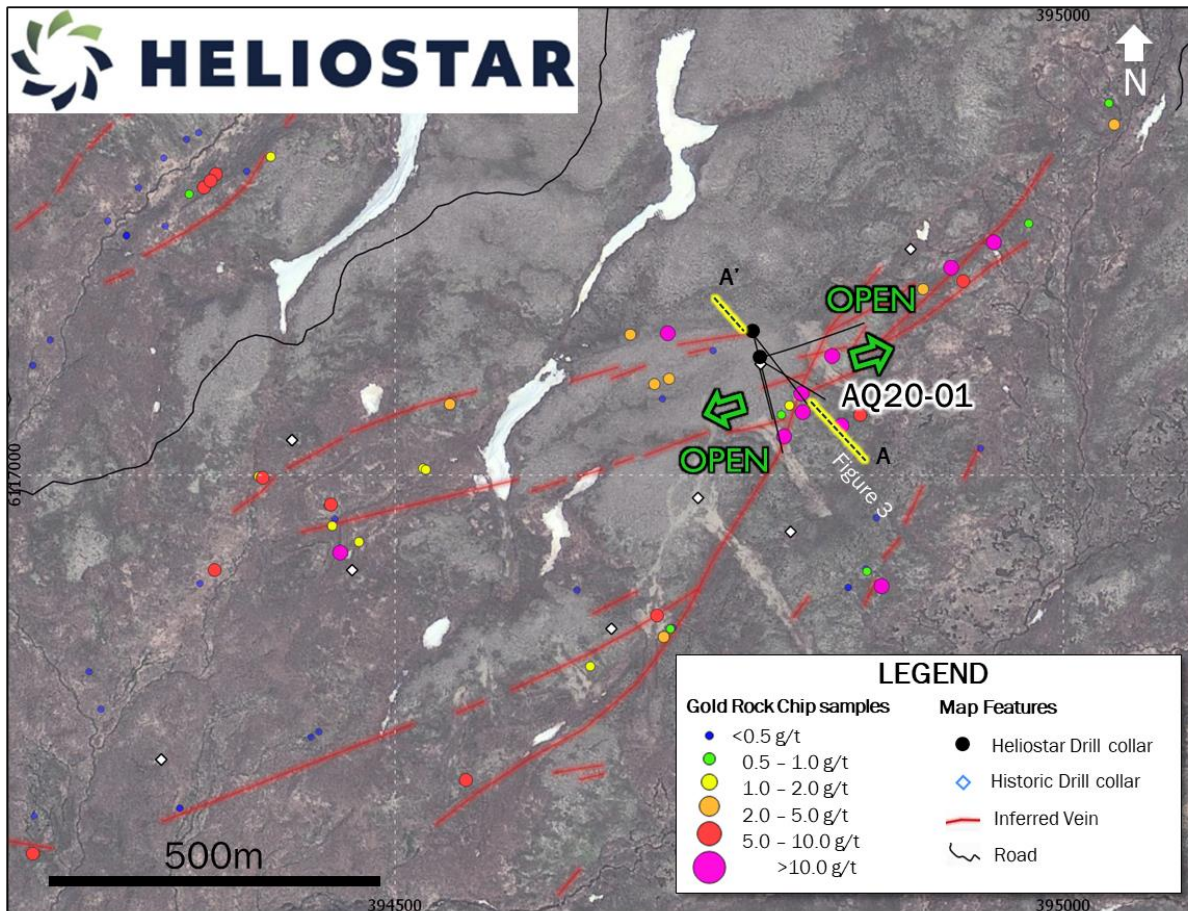 HELIOSTAR
395000
N
A'
OPEN
AQ20-01
OPEN
A
Figure 3
6117000
LEGEND
Gold Rock Chip samples
<0.5 g/t
0.5 – 1.0 g/t
1.0 – 2.0 g/t
2.0 – 5.0 g/t
5.0 – 10.0 g/t
>10.0 g/t
Map Features
Heliostar Drill collar
Historic Drill collar
Inferred Vein
Road
500m
394500
395000